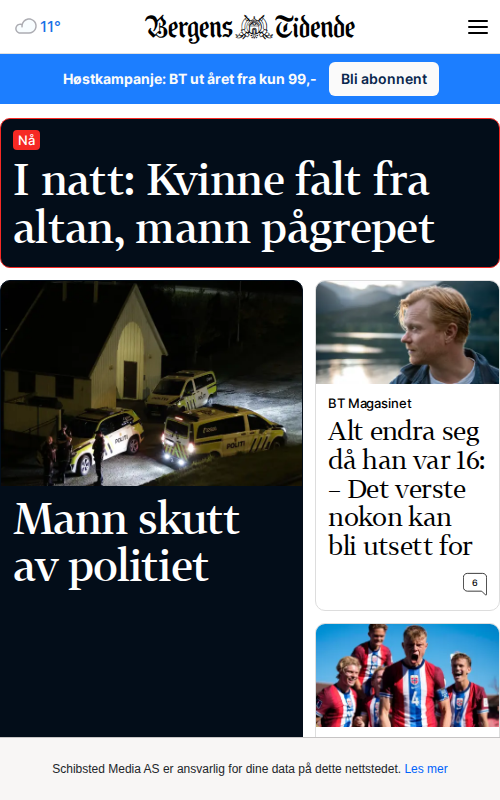 11°
Bergens Tidende
Høstkampanje: BT ut året fra kun 99,-
Bli abonnent
Nå
I natt: Kvinne falt fra
altan, mann pågrepet
POLITI
POLITI
Mann skutt
av politiet
BT Magasinet
Alt endra seg
då han var 16:
– Det verste
nokon kan
bli utsett for
6
4
Schibsted Media AS er ansvarlig for dine data på dette nettstedet. Les mer